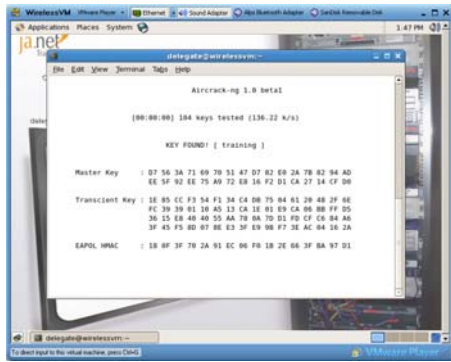 WirelessVM VMware Player Ethernet Sound Adapter Bluetooth Adapter SanDisk Removable Disk
Applications Places System 1:47 PM
ja.net
delegate@wirelessvm:~
File Edit View Terminal Tabs Help
Aircrack-ng 1.0 beta1
[00:00:00] 104 keys tested (136.22 k/s)
KEY FOUND! [ training ]
Master Key : D7 56 3A 71 69 70 51 47 D7 02 E0 2A 7B 82 94 AD
EE 5F 92 EE 75 A9 72 E8 16 F2 D1 CA 27 14 CF D0
Transcient Key : 1E 85 CC F3 54 F1 34 C4 DB 75 04 61 20 48 2F 6E
FC 39 39 01 10 A5 13 CA 1E 01 E9 CA 06 8B FF D5
36 15 E8 40 40 55 AA 78 0A 7D D1 FD CF C6 84 A6
3F 45 F5 8D 07 8E E3 3F E9 98 F7 3E AC 04 16 2A
EAPOL HMAC : 18 0F 3F 70 2A 91 EC 06 F0 1B 2E 66 3F BA 97 D1
delegate@wirelessvm:~
To direct input to this virtual machine, press Ctrl+G.
VMware Player